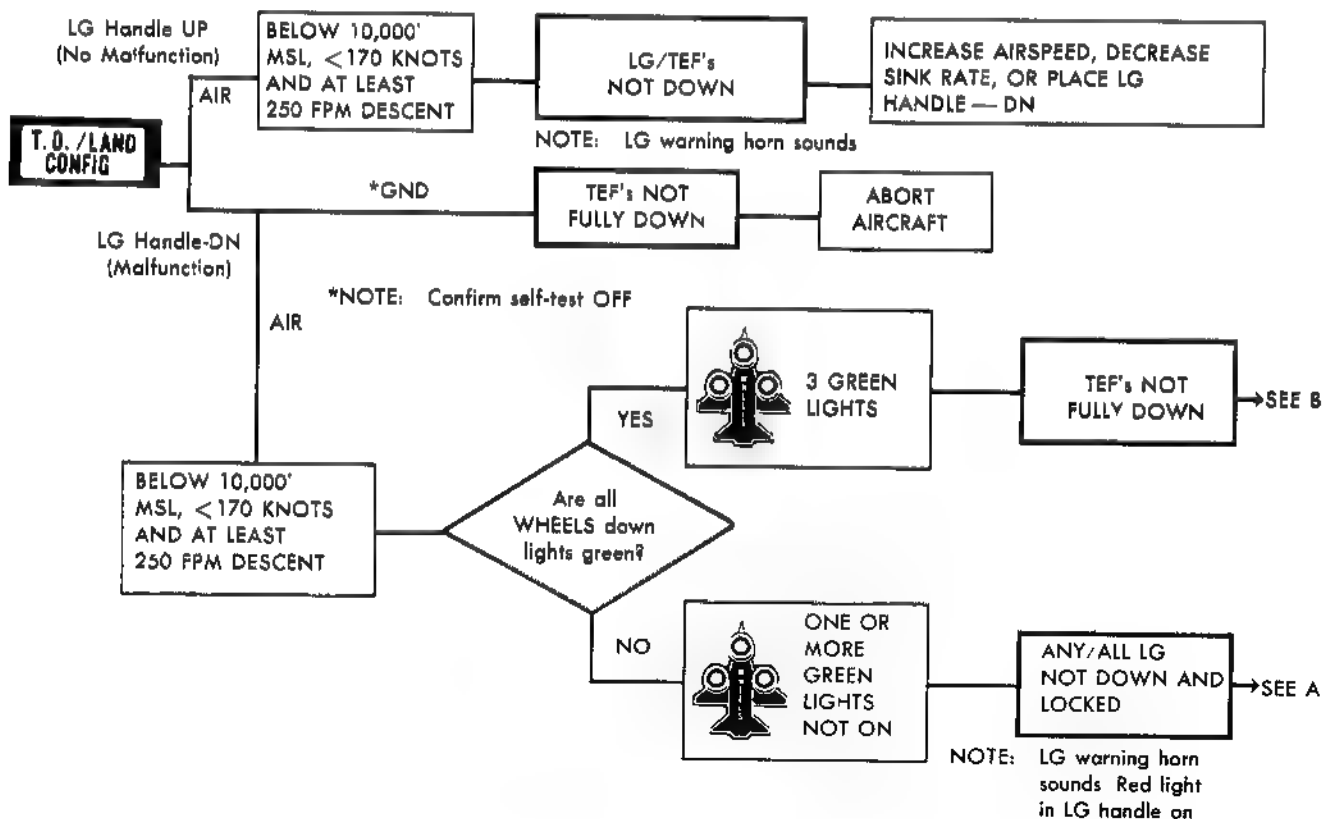 LG Handle UP
(No Malfunction)
AIR
BELOW 10,000'
MSL, <170 KNOTS
AND AT LEAST
250 FPM DESCENT
LG/TEF's
NOT DOWN
NOTE: LG warning horn sounds
INCREASE AIRSPEED, DECREASE
SINK RATE, OR PLACE LG
HANDLE — DN
T.O./LAND
CONFIG
*GND
TEF's NOT
FULLY DOWN
ABORT
AIRCRAFT
LG Handle-DN
(Malfunction)
*NOTE: Confirm self-test OFF
AIR
YES
3 GREEN
LIGHTS
TEF's NOT
FULLY DOWN
SEE B
BELOW 10,000'
MSL, <170 KNOTS
AND AT LEAST
250 FPM DESCENT
Are all
WHEELS down
lights green?
NO
ONE OR
MORE
GREEN
LIGHTS
NOT ON
ANY/ALL LG
NOT DOWN AND
LOCKED
SEE A
NOTE: LG warning horn
sounds Red light
in LG handle on